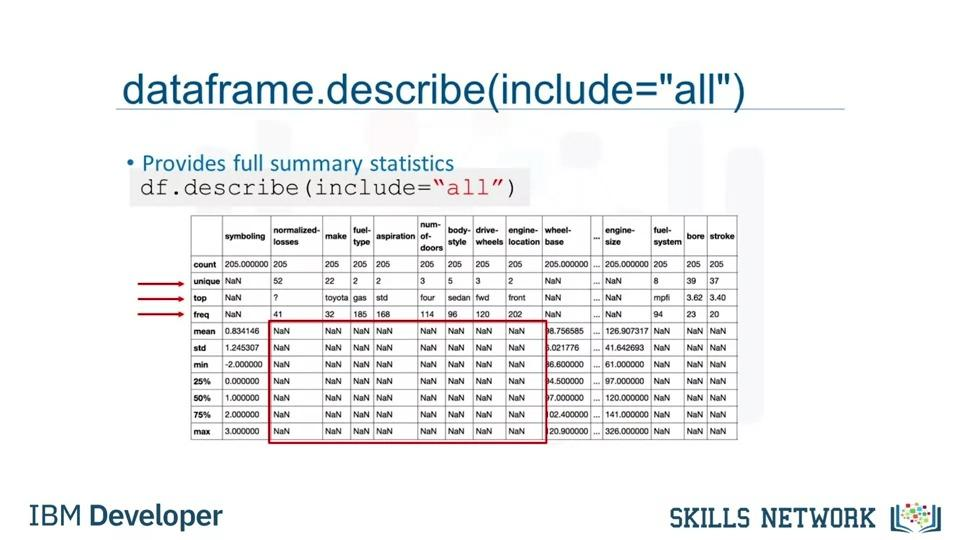 dataframe.describe(include="all")
• Provides full summary statistics
df.describe(include=“all”)
symboling normalized-losses make fuel-type aspiration num-of-doors body-style drive-wheels engine-location wheel-base ... engine-size fuel-system bore stroke
count 205.000000 205 205 205 205 205 205 205 205 205.000000 ... 205.000000 205 205 205
unique NaN 52 22 2 2 3 5 3 2 NaN ... NaN 8 39 37
top NaN ? toyota gas std four sedan fwd front NaN ... NaN mpfi 3.62 3.40
freq NaN 41 32 185 168 114 96 120 202 NaN ... NaN 94 23 20
mean 0.834146 NaN NaN NaN NaN NaN NaN NaN NaN 98.756585 ... 126.907317 NaN NaN NaN
std 1.245307 NaN NaN NaN NaN NaN NaN NaN NaN 6.021776 ... 41.642693 NaN NaN NaN
min -2.000000 NaN NaN NaN NaN NaN NaN NaN NaN 86.600000 ... 61.000000 NaN NaN NaN
25% 0.000000 NaN NaN NaN NaN NaN NaN NaN NaN 94.500000 ... 97.000000 NaN NaN NaN
50% 1.000000 NaN NaN NaN NaN NaN NaN NaN NaN 97.000000 ... 120.000000 NaN NaN NaN
75% 2.000000 NaN NaN NaN NaN NaN NaN NaN NaN 102.400000 ... 141.000000 NaN NaN NaN
max 3.000000 NaN NaN NaN NaN NaN NaN NaN NaN 120.900000 ... 326.000000 NaN NaN NaN
IBM Developer
SKILLS NETWORK